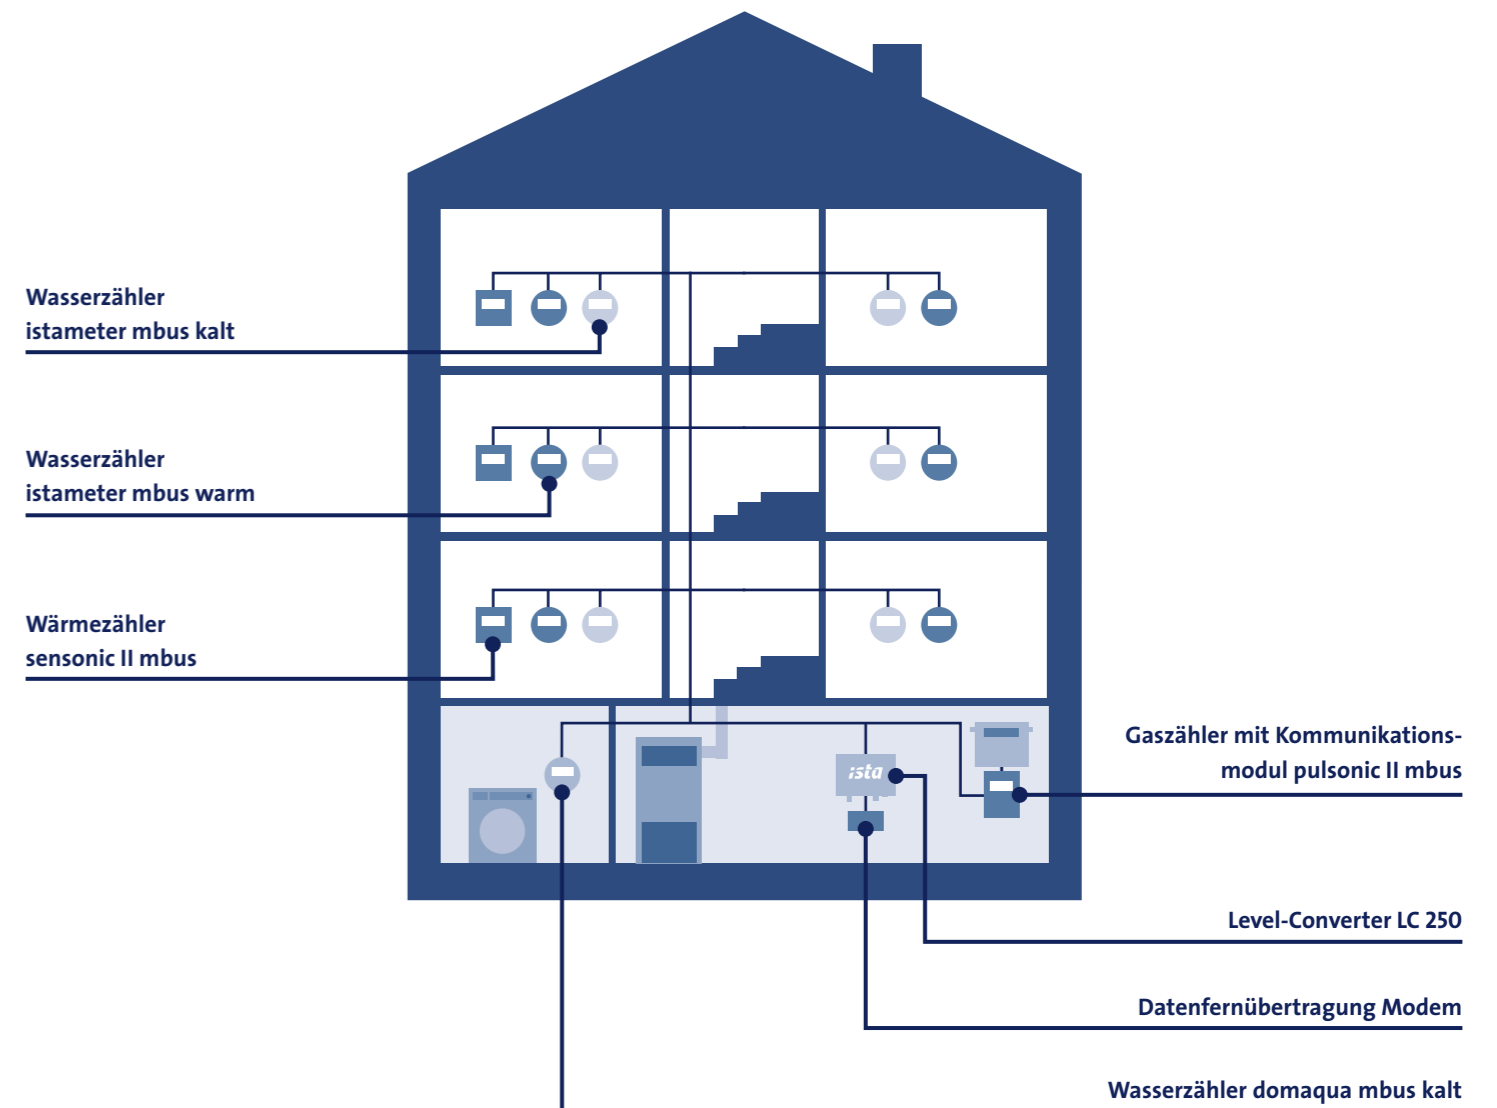 Wasserzähler
istameter mbus kalt
Wasserzähler
istameter mbus warm
Wärmezähler
sensonic II mbus
Gaszähler mit Kommunikations-
modul pulsonic II mbus
ista
Level-Converter LC 250
Datenfernübertragung Modem
Wasserzähler domaqua mbus kalt